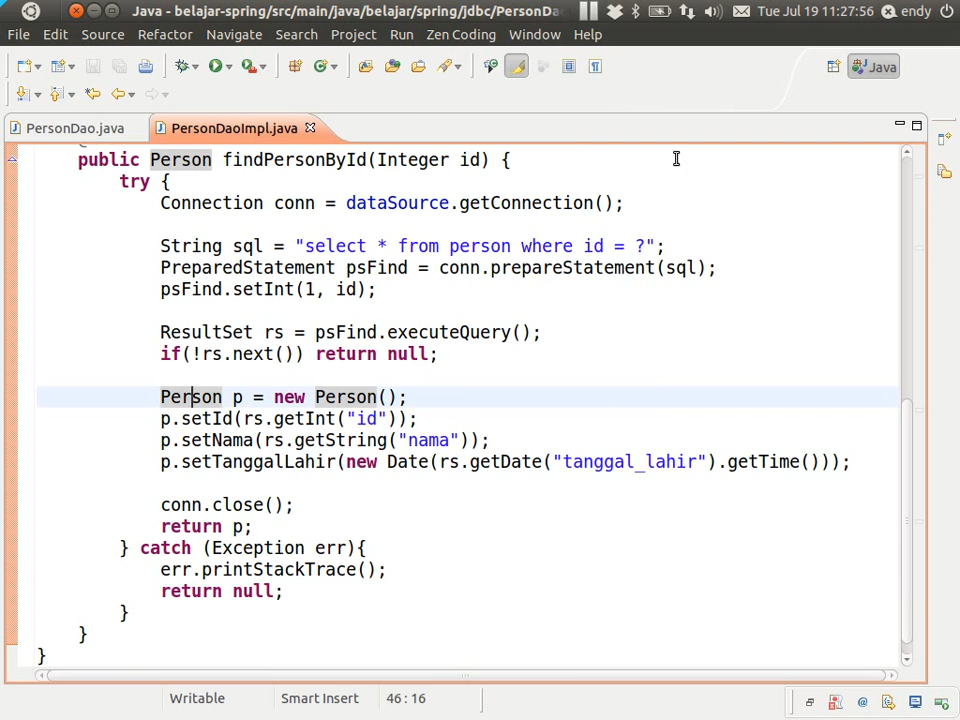 Java - belajar-spring/src/main/java/belajar/spring/jdbc/PersonDa
Tue Jul 19 11:27:56
endy
File Edit Source Refactor Navigate Search Project Run Zen Coding Window Help
Java
PersonDao.java
PersonDaoImpl.java
public Person findPersonById(Integer id) {
try {
Connection conn = dataSource.getConnection();
String sql = "select * from person where id = ?";
PreparedStatement psFind = conn.prepareStatement(sql);
psFind.setInt(1, id);
ResultSet rs = psFind.executeQuery();
if(!rs.next()) return null;
Person p = new Person();
p.setId(rs.getInt("id"));
p.setNama(rs.getString("nama"));
p.setTanggalLahir(new Date(rs.getDate("tanggal_lahir").getTime()));
conn.close();
return p;
} catch (Exception err){
err.printStackTrace();
return null;
}
}
}
Writable
Smart Insert
46 : 16